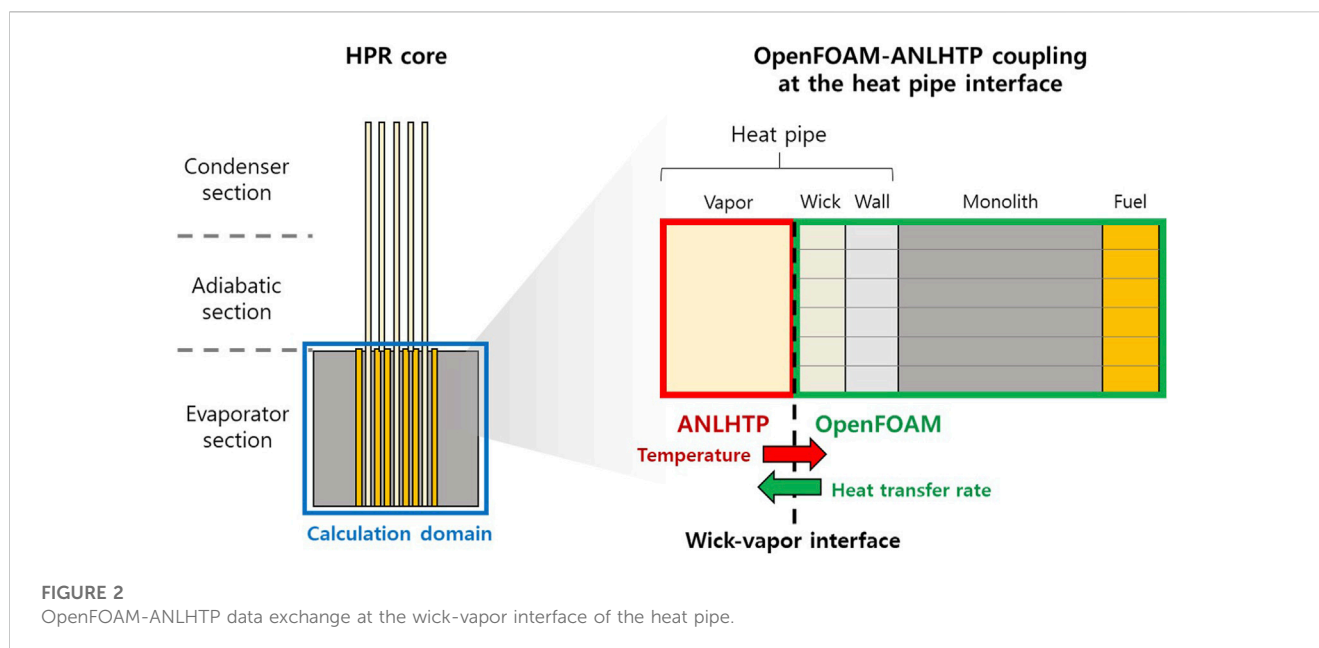 HPR core
Condenser
section
Adiabatic
section
Evaporator
section
Calculation domain
OpenFOAM-ANLHTP coupling
at the heat pipe interface
Heat pipe
Vapor Wick Wall Monolith Fuel
ANLHTP OpenFOAM
Temperature
Heat transfer rate
Wick-vapor interface
FIGURE 2
OpenFOAM-ANLHTP data exchange at the wick-vapor interface of the heat pipe.